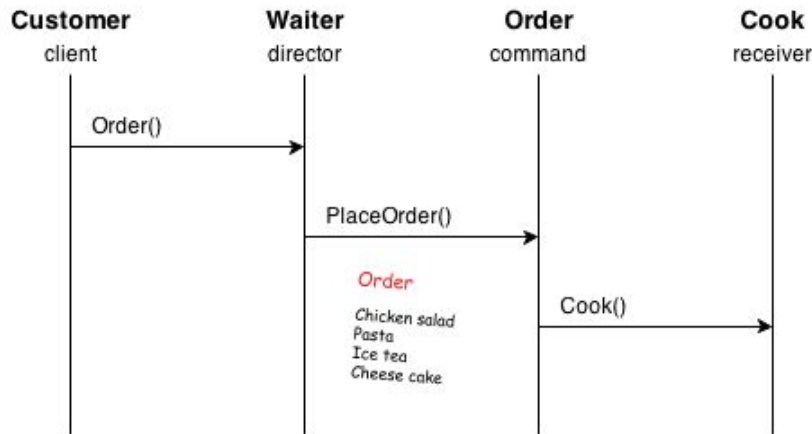 Customer
client
Waiter
director
Order
command
Cook
receiver
Order()
PlaceOrder()
Order
Chicken salad
Pasta
Ice tea
Cheese cake
Cook()